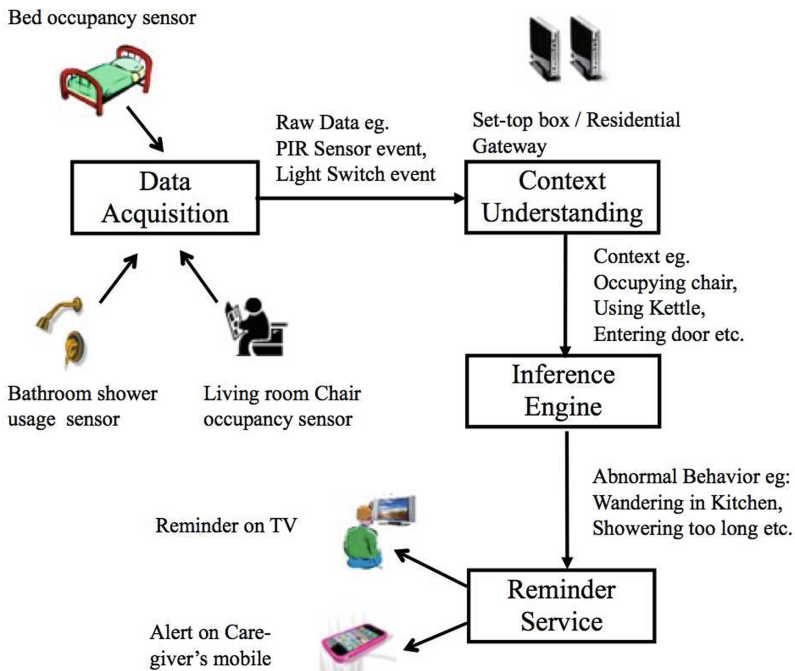 Bed occupancy sensor
Data
Acquisition
Raw Data eg.
PIR Sensor event,
Light Switch event
Set-top box / Residential
Gateway
Context
Understanding
Bathroom shower
usage sensor
Living room Chair
occupancy sensor
Context eg.
Occupying chair,
Using Kettle,
Entering door etc.
Inference
Engine
Abnormal Behavior eg:
Wandering in Kitchen,
Showering too long etc.
Reminder on TV
Reminder
Service
Alert on Care-
giver's mobile